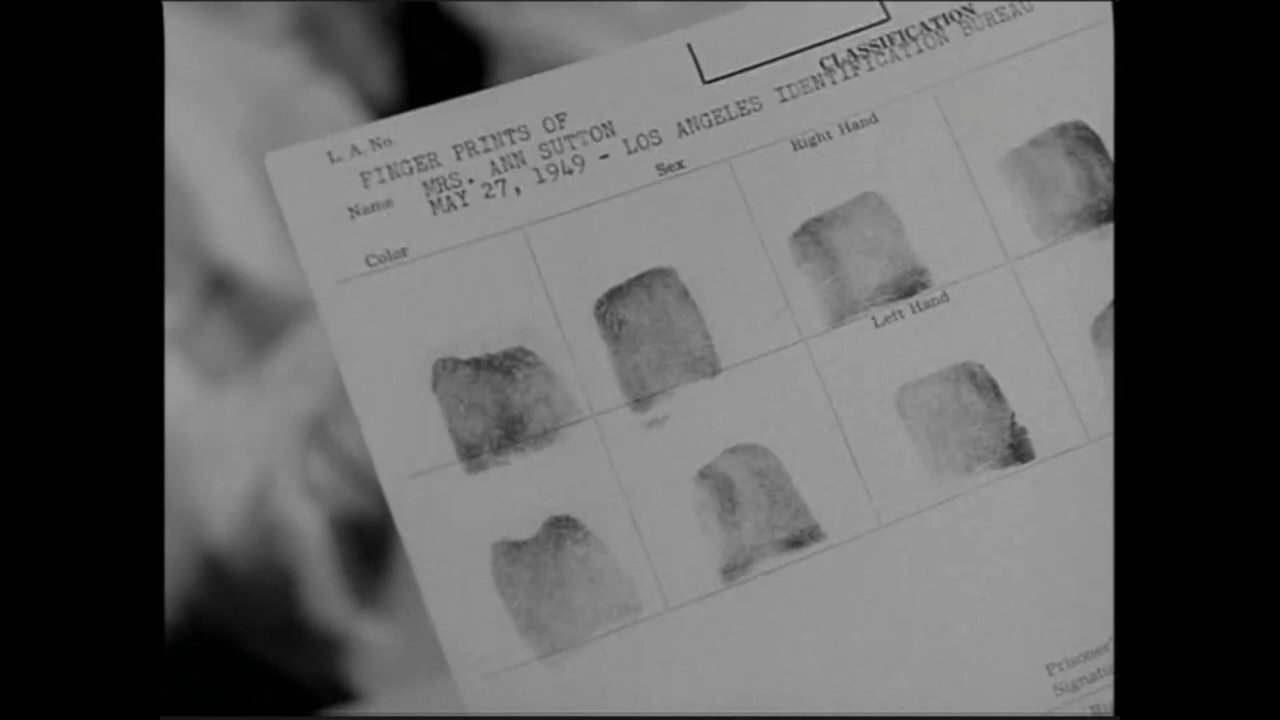 CLASSIFICATION
L. A. No.
FINGER PRINTS OF
MRS. ANN SUTTON
Name
MAY 27, 1949 - LOS ANGELES IDENTIFICATION BUREAU
Color
Sex
Right Hand
Left Hand
Prisoner's